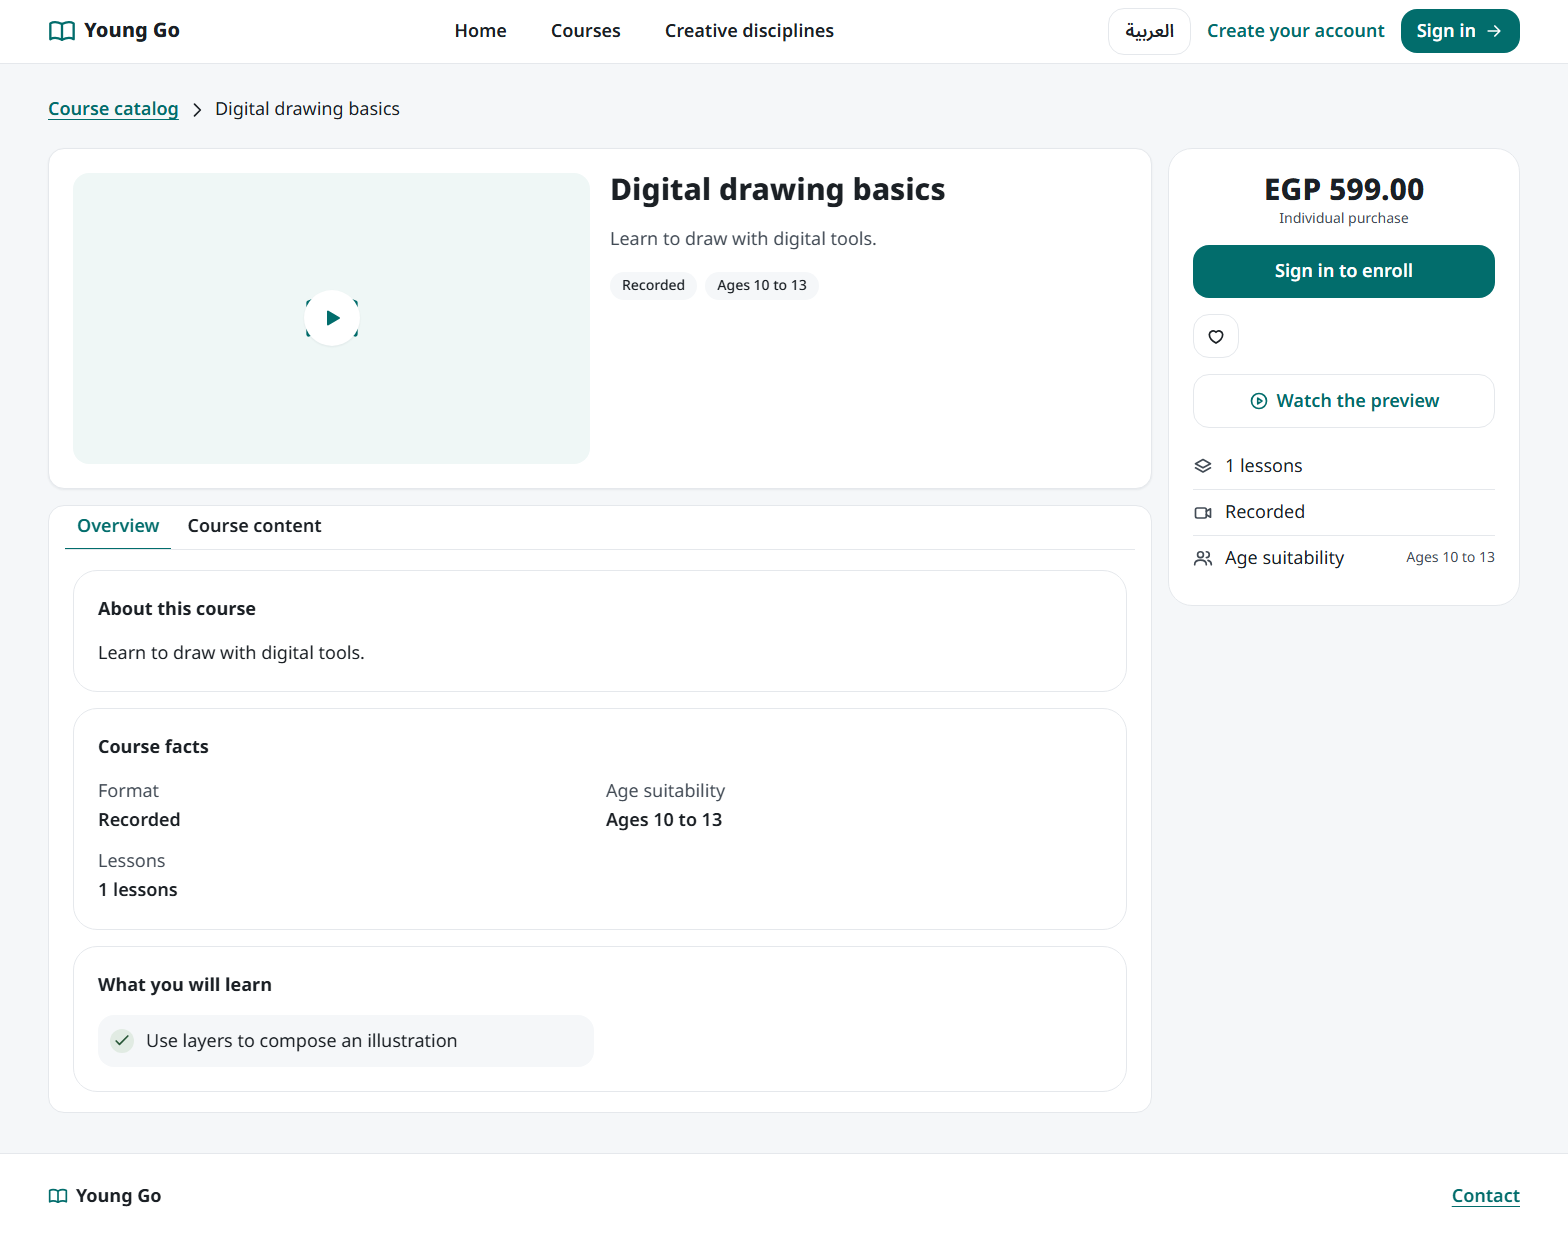 Young Go
Home
Courses
Creative disciplines
العربية
Create your account
Sign in
Course catalog
Digital drawing basics
Digital drawing basics
Learn to draw with digital tools.
Recorded
Ages 10 to 13
EGP 599.00
Individual purchase
Sign in to enroll
Watch the preview
1 lessons
Recorded
Age suitability
Ages 10 to 13
Overview
Course content
About this course
Learn to draw with digital tools.
Course facts
Format
Recorded
Age suitability
Ages 10 to 13
Lessons
1 lessons
What you will learn
Use layers to compose an illustration
Young Go
Contact